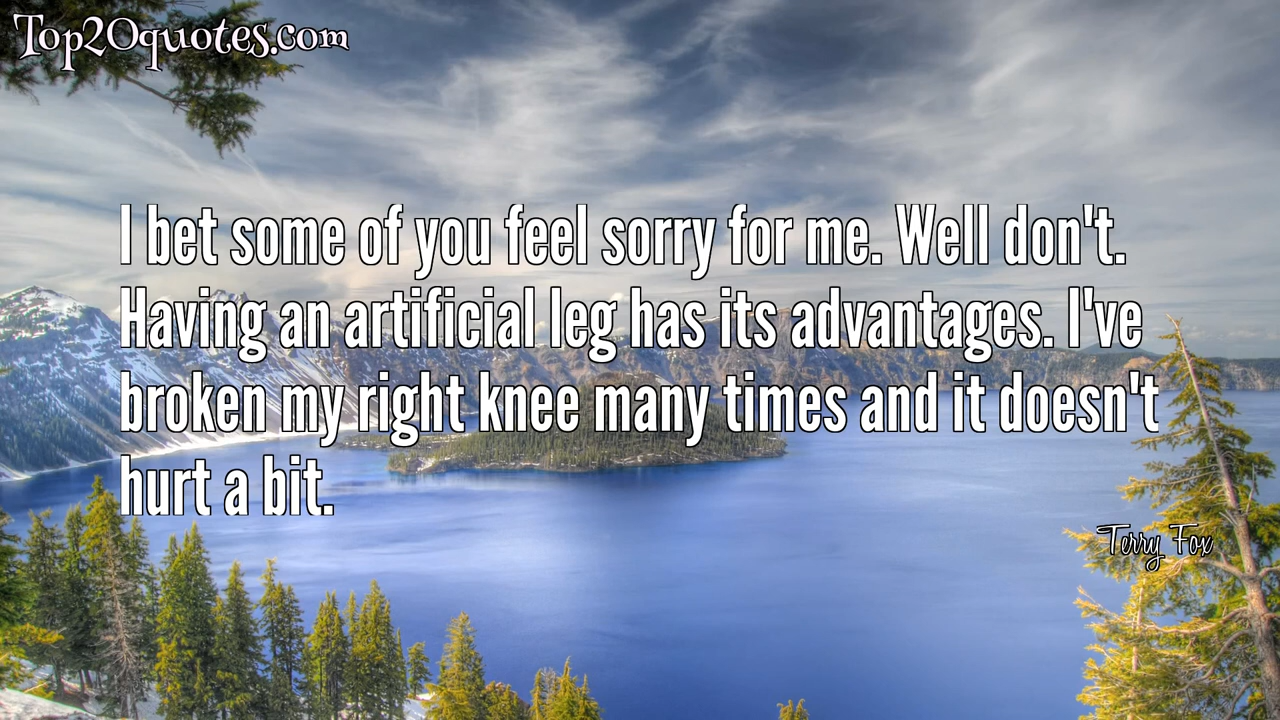 Top20quotes.com
I bet some of you feel sorry for me. Well don't.
Having an artificial leg has its advantages. I've
broken my right knee many times and it doesn't
hurt a bit.
Terry Fox